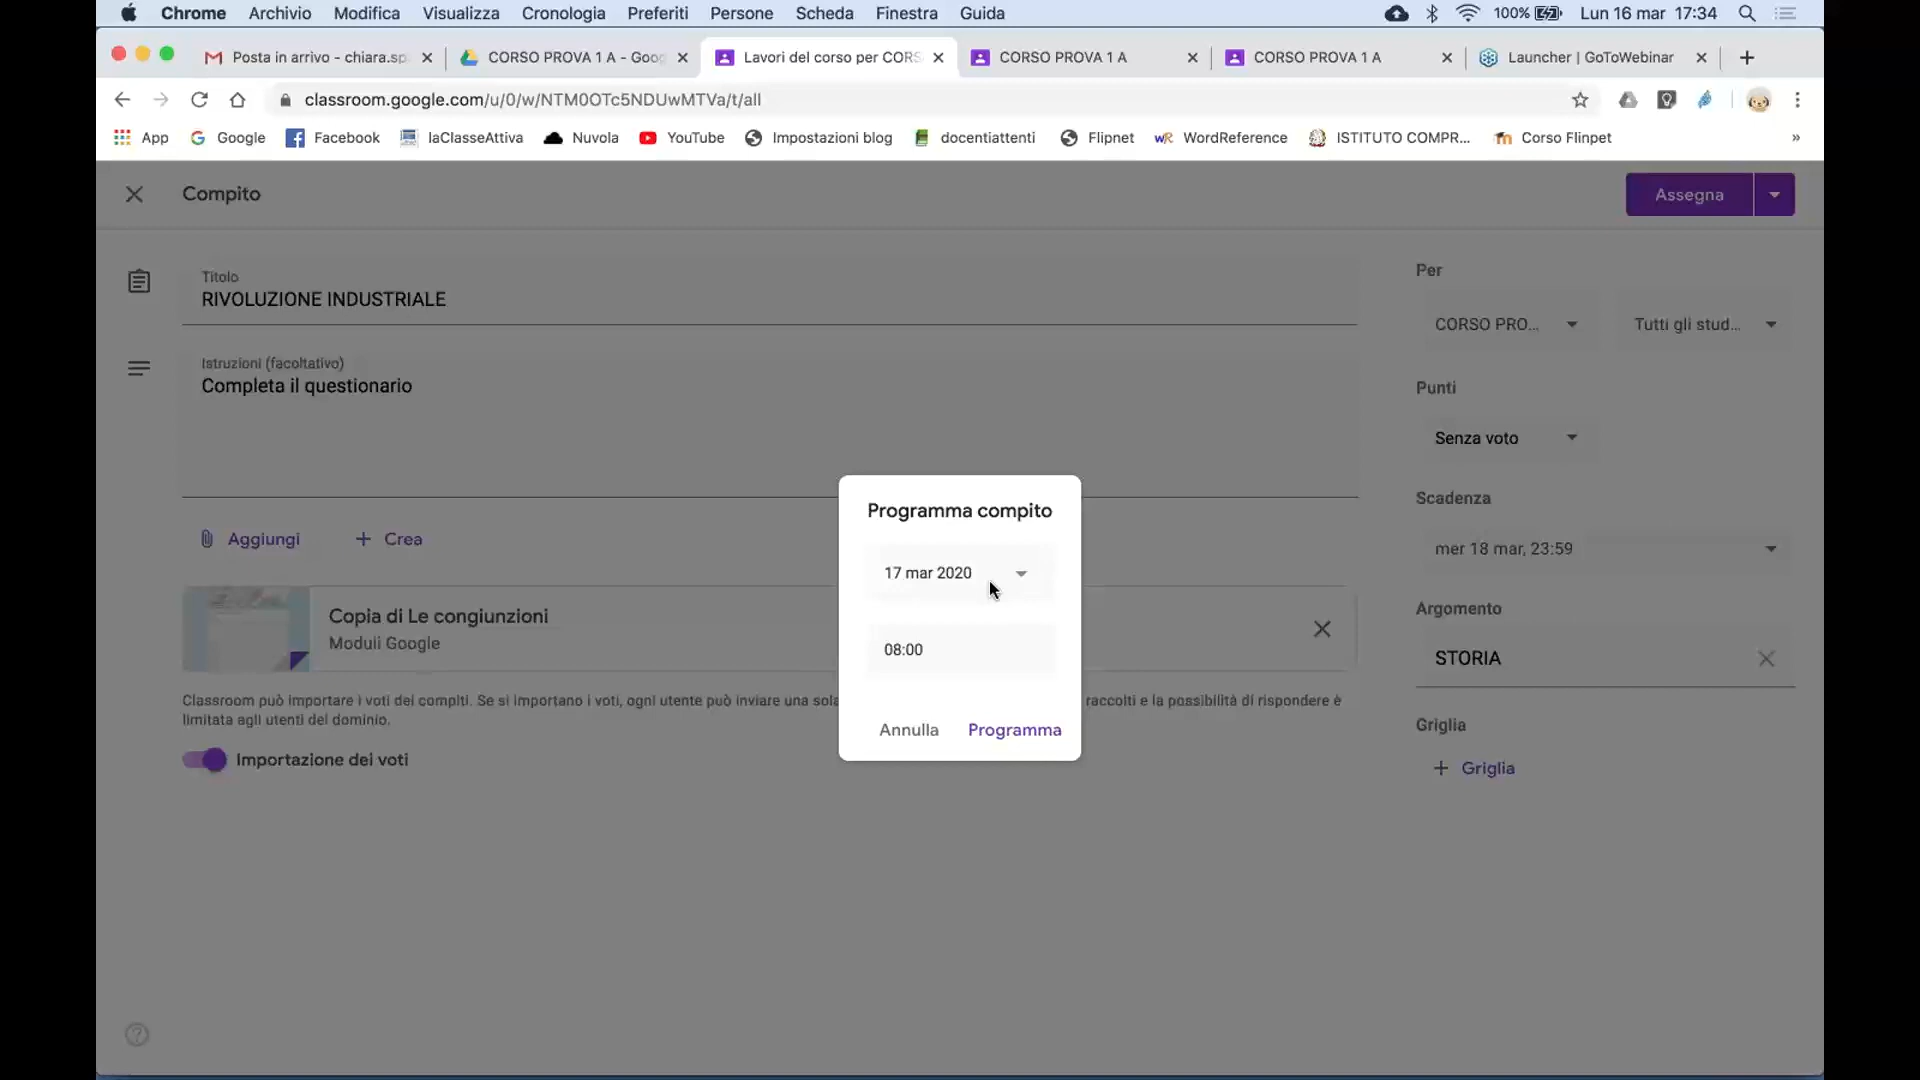 Chrome Archivio Modifica Visualizza Cronologia Preferiti Persone Scheda Finestra Guida 100% Lun 16 mar 17:34
Posta in arrivo - chiara.sp CORSO PROVA 1 A - Goog Lavori del corso per CORS CORSO PROVA 1 A CORSO PROVA 1 A Launcher | GoToWebinar
classroom.google.com/u/0/w/NTM0OTc5NDUwMTVa/t/all
App Google Facebook laClasseAttiva Nuvola YouTube Impostazioni blog docentiattenti Flipnet WordReference ISTITUTO COMPR... Corso Flinpet »
Compito
Assegna
Titolo
RIVOLUZIONE INDUSTRIALE
Istruzioni (facoltativo)
Completa il questionario
Aggiungi
Crea
Copia di Le congiunzioni
Moduli Google
Classroom può importare i voti dei compiti. Se si importano i voti, ogni utente può inviare una sola raccolti e la possibilità di rispondere è
limitata agli utenti del dominio.
Importazione dei voti
Programma compito
17 mar 2020
08:00
Annulla
Programma
Per
CORSO PRO...
Tutti gli stud...
Punti
Senza voto
Scadenza
mer 18 mar, 23:59
Argomento
STORIA
Griglia
Griglia